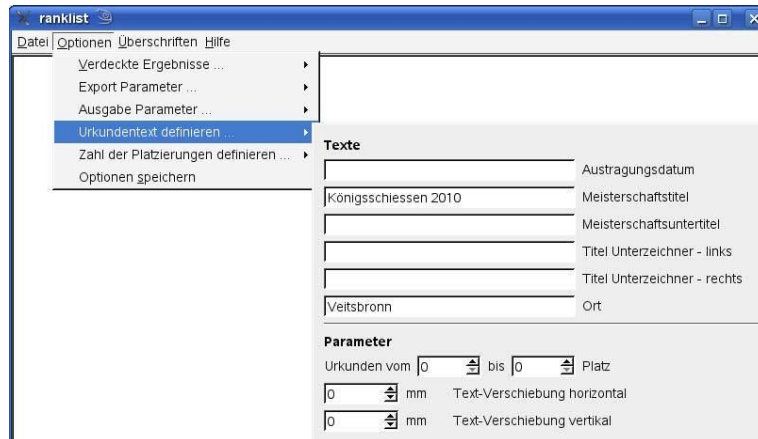 ranklist
Datei Optionen Überschriften Hilfe
Verdeckte Ergebnisse ...
Export Parameter ...
Ausgabe Parameter ...
Urkundentext definieren ...
Zahl der Platzierungen definieren ...
Optionen speichern
Texte
Austragungsdatum
Königsschiessen 2010 Meisterschaftstitel
Meisterschaftsuntertitel
Titel Unterzeichner - links
Titel Unterzeichner - rechts
Veitsbronn Ort
Parameter
Urkunden vom 0 bis 0 Platz
0 mm Text-Verschiebung horizontal
0 mm Text-Verschiebung vertikal